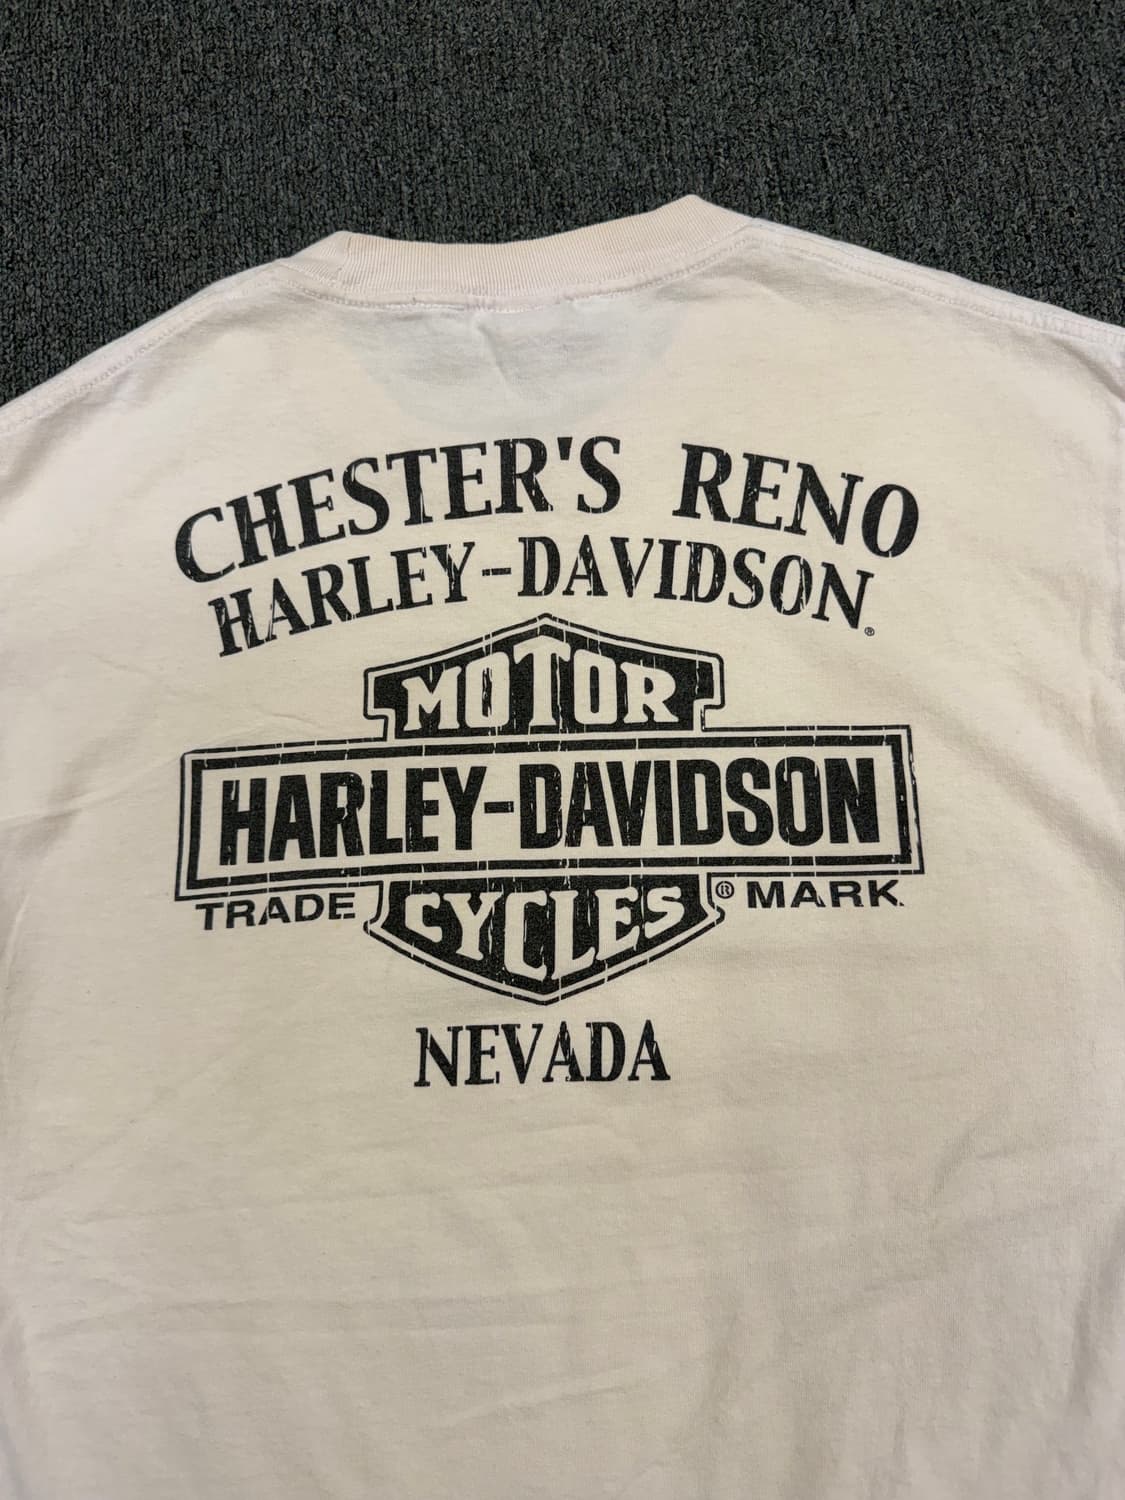 CHESTER'S RENO
HARLEY-DAVIDSON®
MOTOR
HARLEY-DAVIDSON
TRADE CYCLES ® MARK
NEVADA